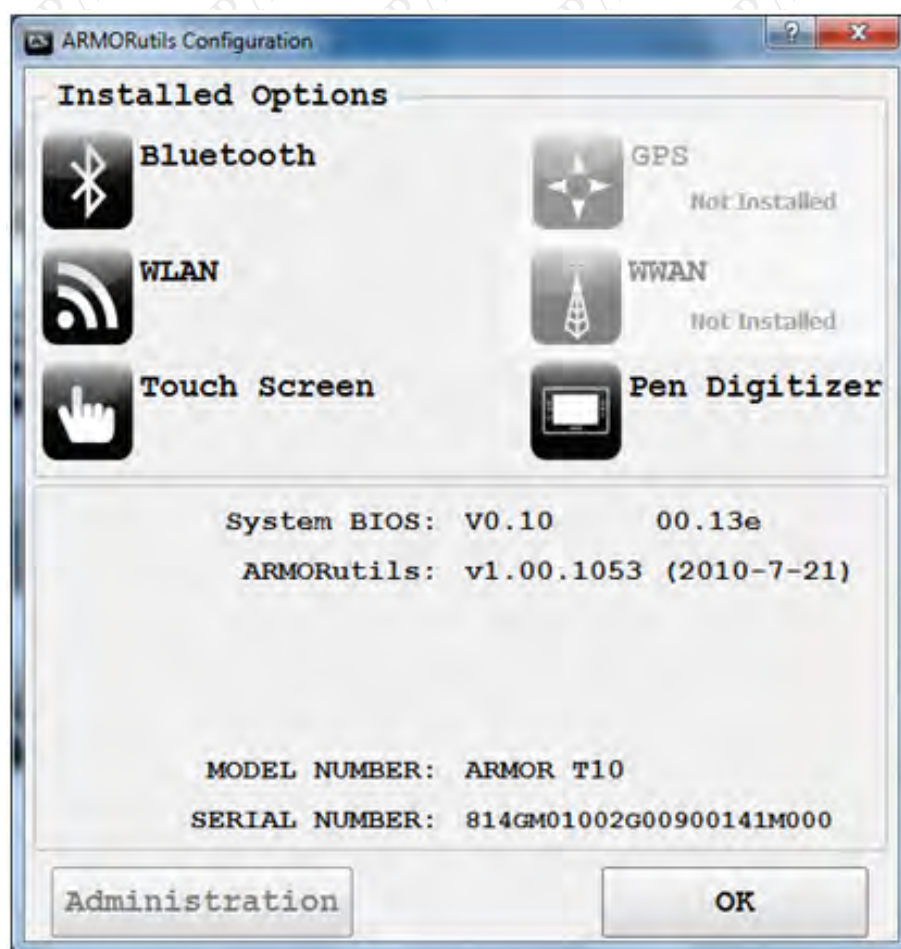 ARMORutils Configuration
Installed Options
Bluetooth
GPS
Not Installed
WLAN
WWAN
Not Installed
Touch Screen
Pen Digitizer
System BIOS: V0.10 00.13e
ARMORutils: v1.00.1053 (2010-7-21)
MODEL NUMBER: ARMOR T10
SERIAL NUMBER: 814GM01002G00900141M000
Administration
OK